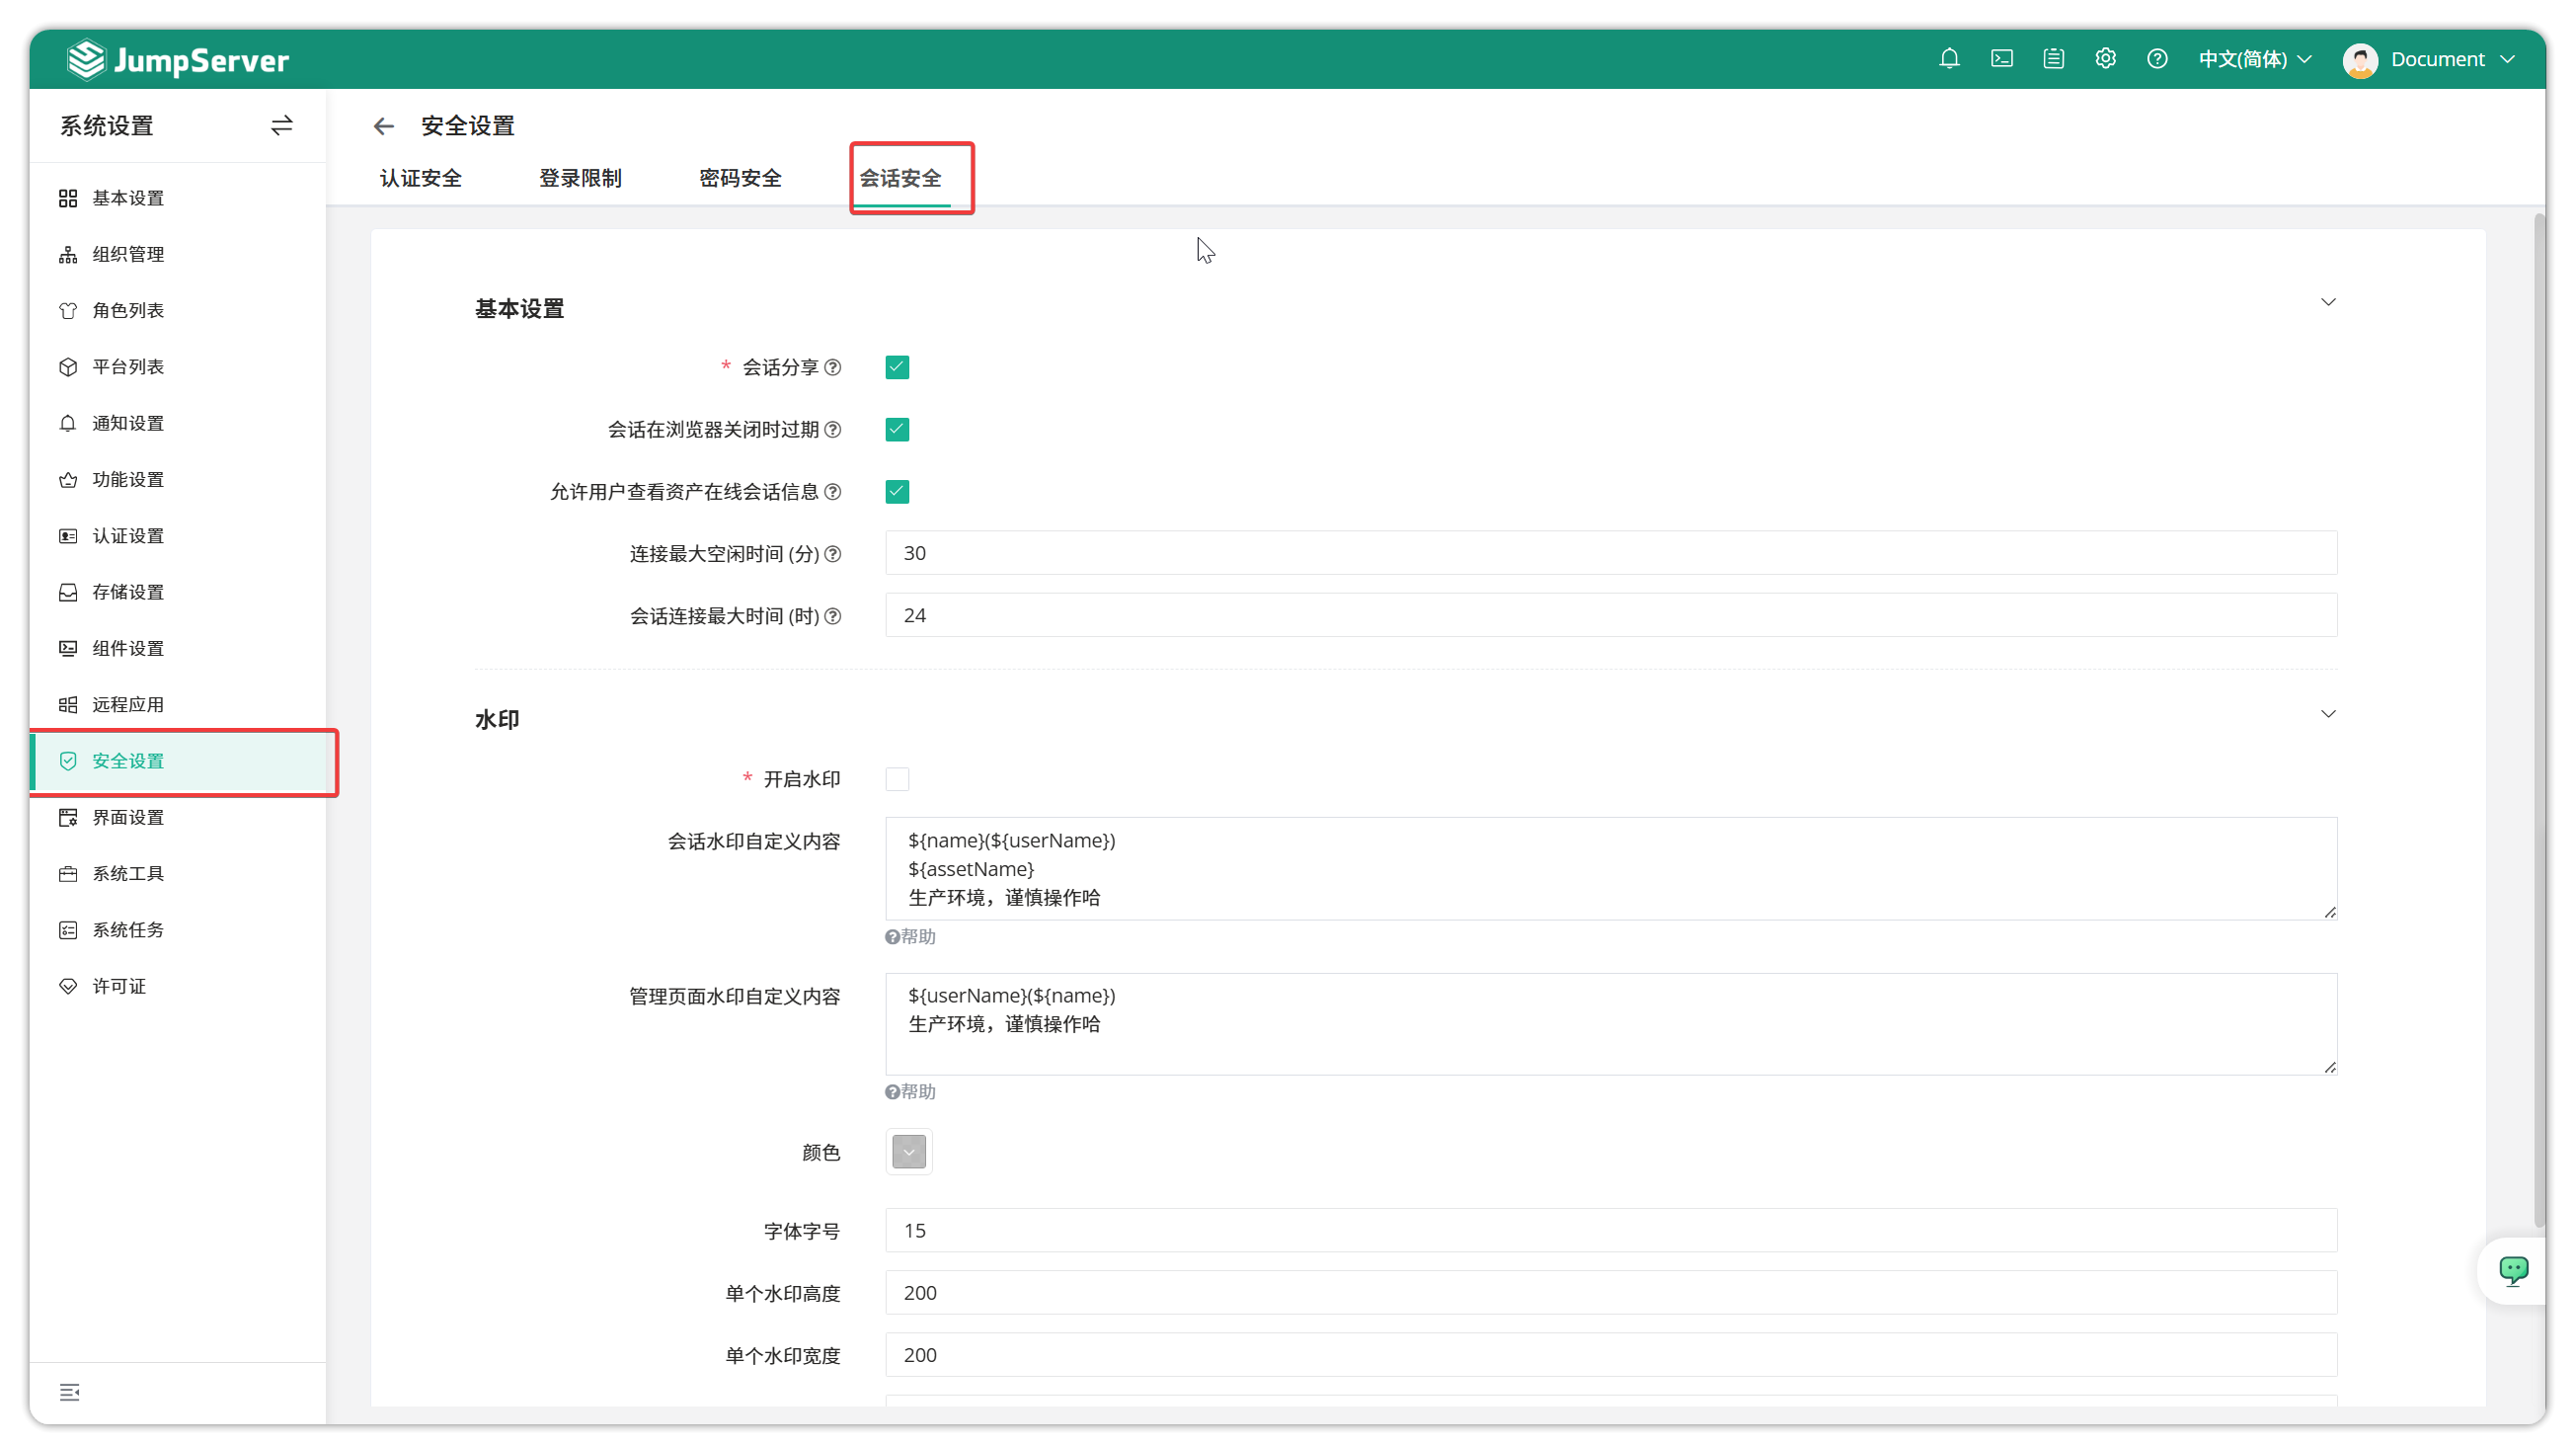 JumpServer
中文(简体)
Document
系统设置
基本设置
组织管理
角色列表
平台列表
通知设置
功能设置
认证设置
存储设置
组件设置
远程应用
安全设置
界面设置
系统工具
系统任务
许可证
安全设置
认证安全
登录限制
密码安全
会话安全
基本设置
* 会话分享
会话在浏览器关闭时过期
允许用户查看资产在线会话信息
连接最大空闲时间 (分)
30
会话连接最大时间 (时)
24
水印
* 开启水印
会话水印自定义内容
${name}(${userName})
${assetName}
生产环境，谨慎操作哈
帮助
管理页面水印自定义内容
${userName}(${name})
生产环境，谨慎操作哈
帮助
颜色
字体字号
15
单个水印高度
200
单个水印宽度
200